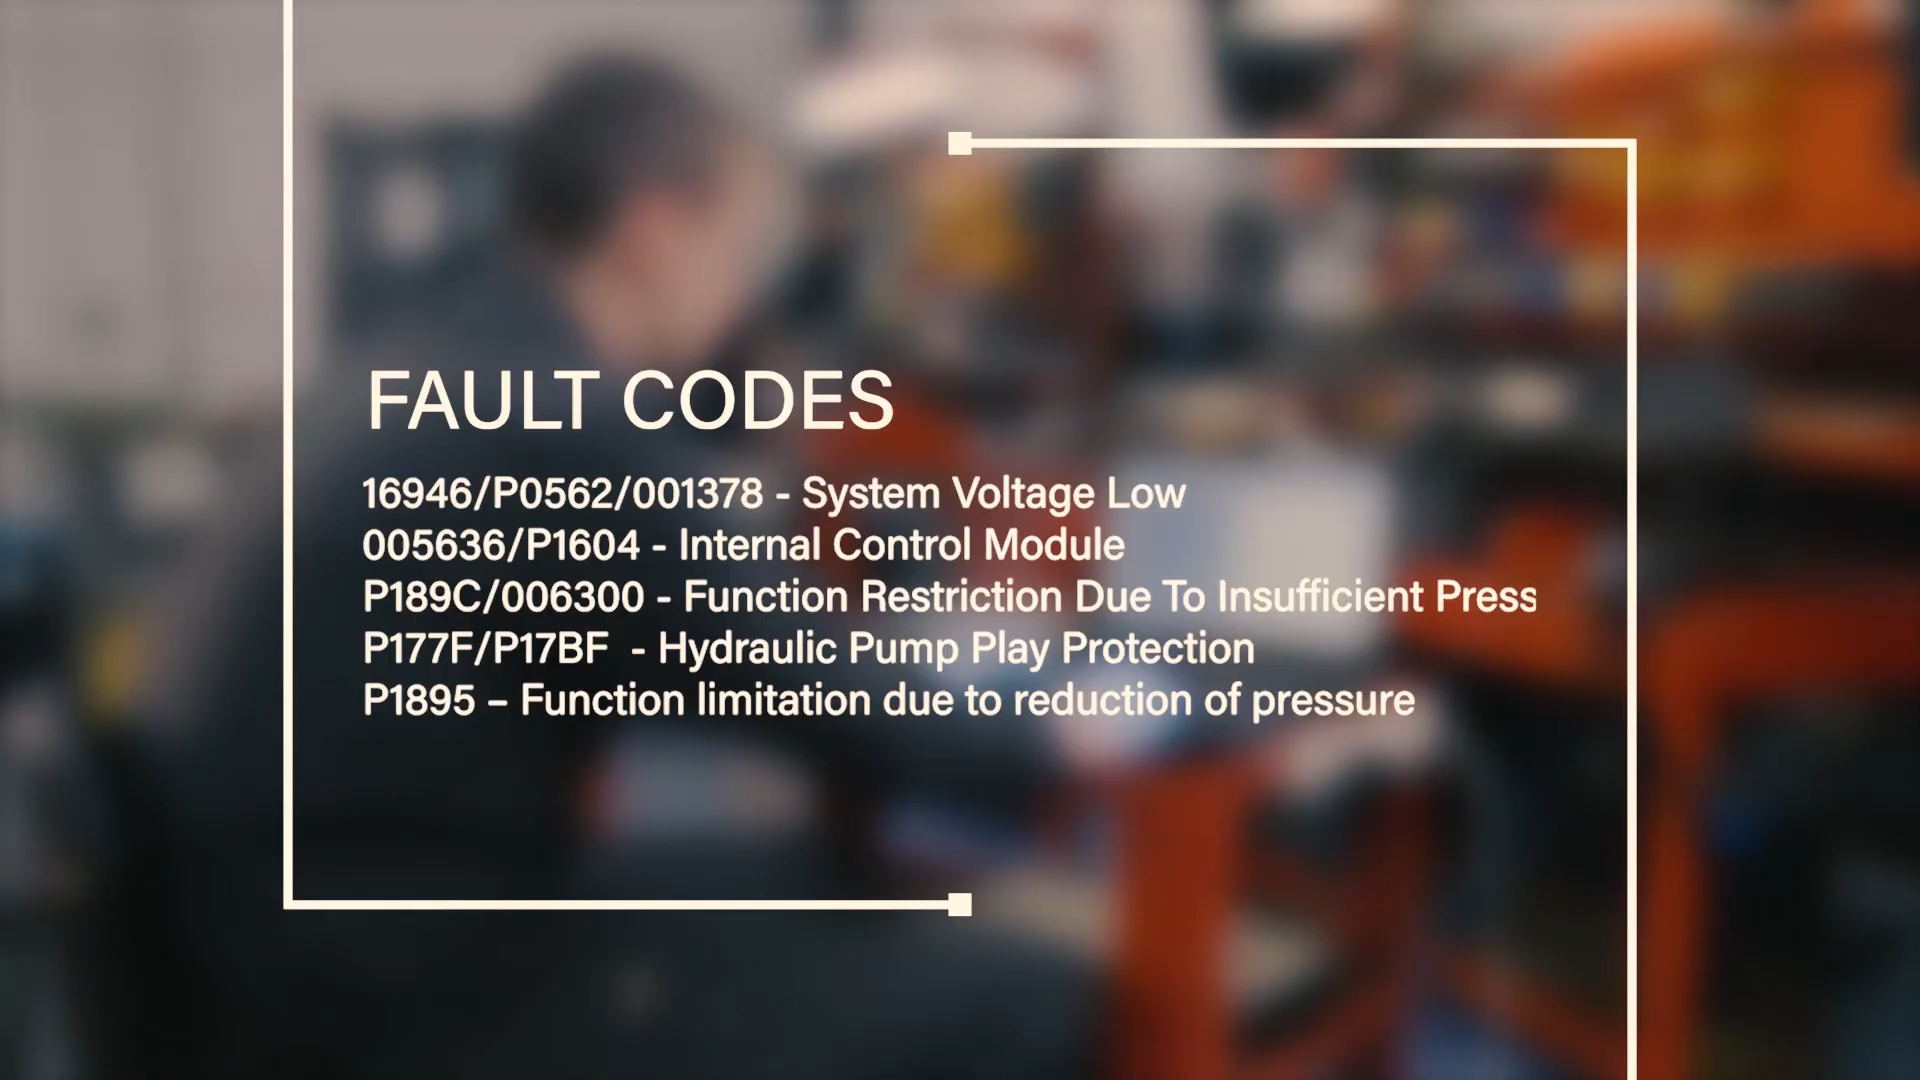 FAULT CODES
16946/P0562/001378 - System Voltage Low
005636/P1604 - Internal Control Module
P189C/006300 - Function Restriction Due To Insufficient Press
P177F/P17BF  - Hydraulic Pump Play Protection
P1895 – Function limitation due to reduction of pressure